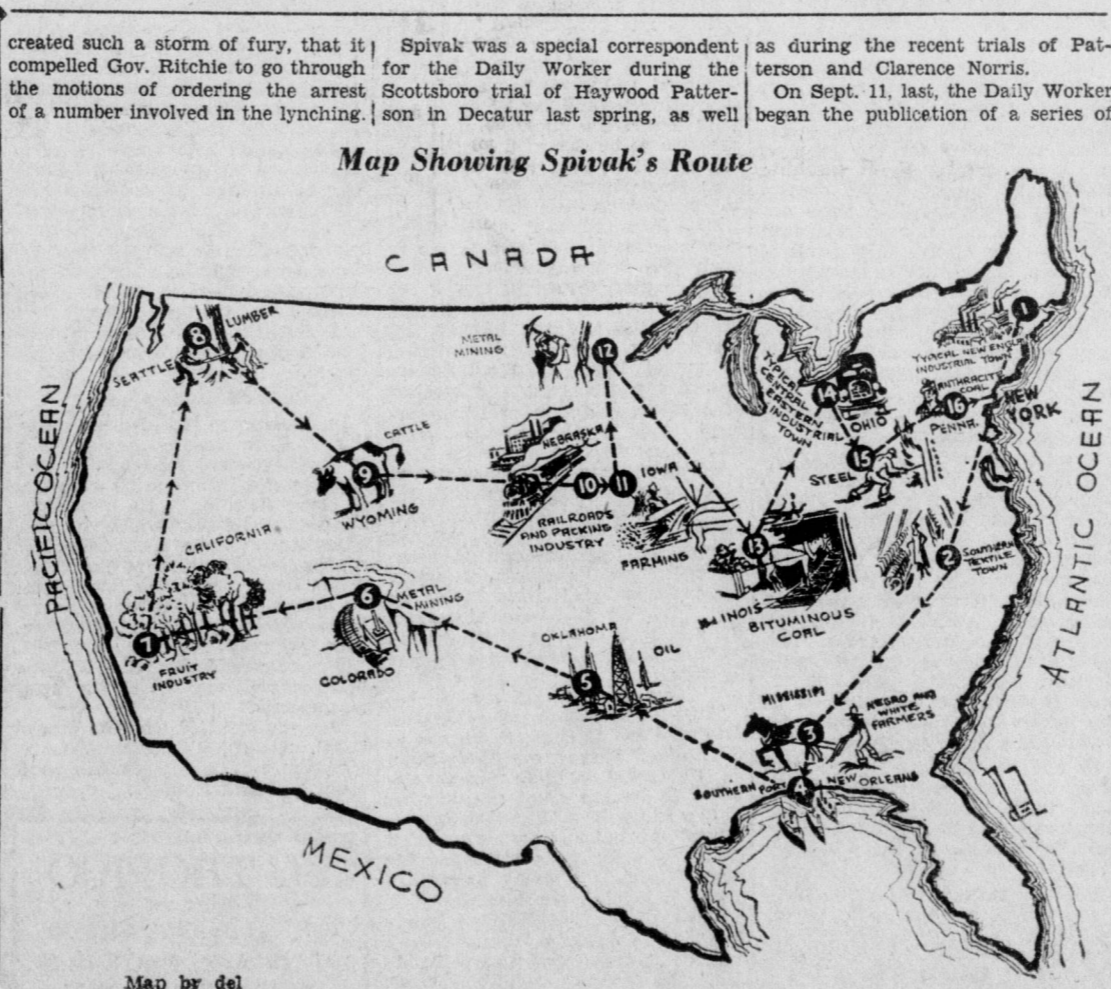 created such a storm of fury, that it
compelled Gov. Ritchie to go through
the motions of ordering the arrest
of a number involved in the lynching.
Spivak was a special correspondent
for the Daily Worker during the
Scottsboro trial of Haywood Patter-
son in Decatur last spring, as well
as during the recent trials of Pat-
terson and Clarence Norris.
On Sept. 11, last, the Daily Worker
began the publication of a series of
Map Showing Spivak's Route
CANADA
PACIFIC OCEAN
ATLANTIC OCEAN
MEXICO
1
TYPICAL NEW ENGLAND
INDUSTRIAL TOWN
NEW
YORK
2
SOUTHERN
TEXTILE
TOWN
MISSISSIPI
3
NEGRO AND
WHITE
FARMERS
SOUTHERN PORT
4
NEW ORLEANS
OKLAHOMA
OIL
5
6
METAL
MINING
COLORADO
CALIFORNIA
7
FRUIT
INDUSTRY
8
LUMBER
SEATTLE
CATTLE
9
WYOMING
NEBRASKA
10
RAILROADS
AND PACKING
INDUSTRY
11
IOWA
FARMING
METAL
MINING
12
13
ILLINOIS
BITUMINOUS
COAL
TYPICAL
CENTRAL
EASTERN
INDUSTRIAL
TOWN
14
OHIO
STEEL
15
ANTHRACITE
COAL
16
PENNA.
Map by del